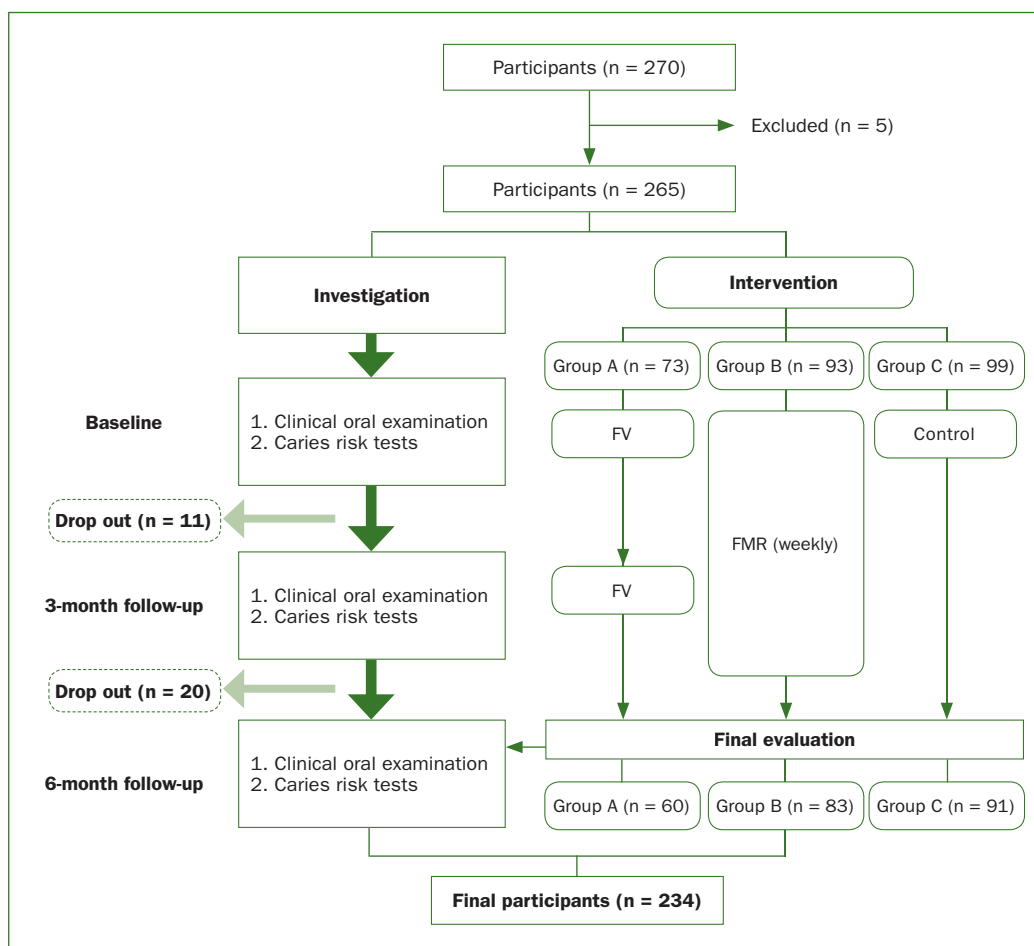 Participants (n = 270)
Excluded (n = 5)
Participants (n = 265)
Investigation
Intervention
Group A (n = 73)
Group B (n = 93)
Group C (n = 99)
Baseline
1. Clinical oral examination
2. Caries risk tests
FV
Control
Drop out (n = 11)
FMR (weekly)
3-month follow-up
1. Clinical oral examination
2. Caries risk tests
FV
Drop out (n = 20)
Final evaluation
6-month follow-up
1. Clinical oral examination
2. Caries risk tests
Group A (n = 60)
Group B (n = 83)
Group C (n = 91)
Final participants (n = 234)